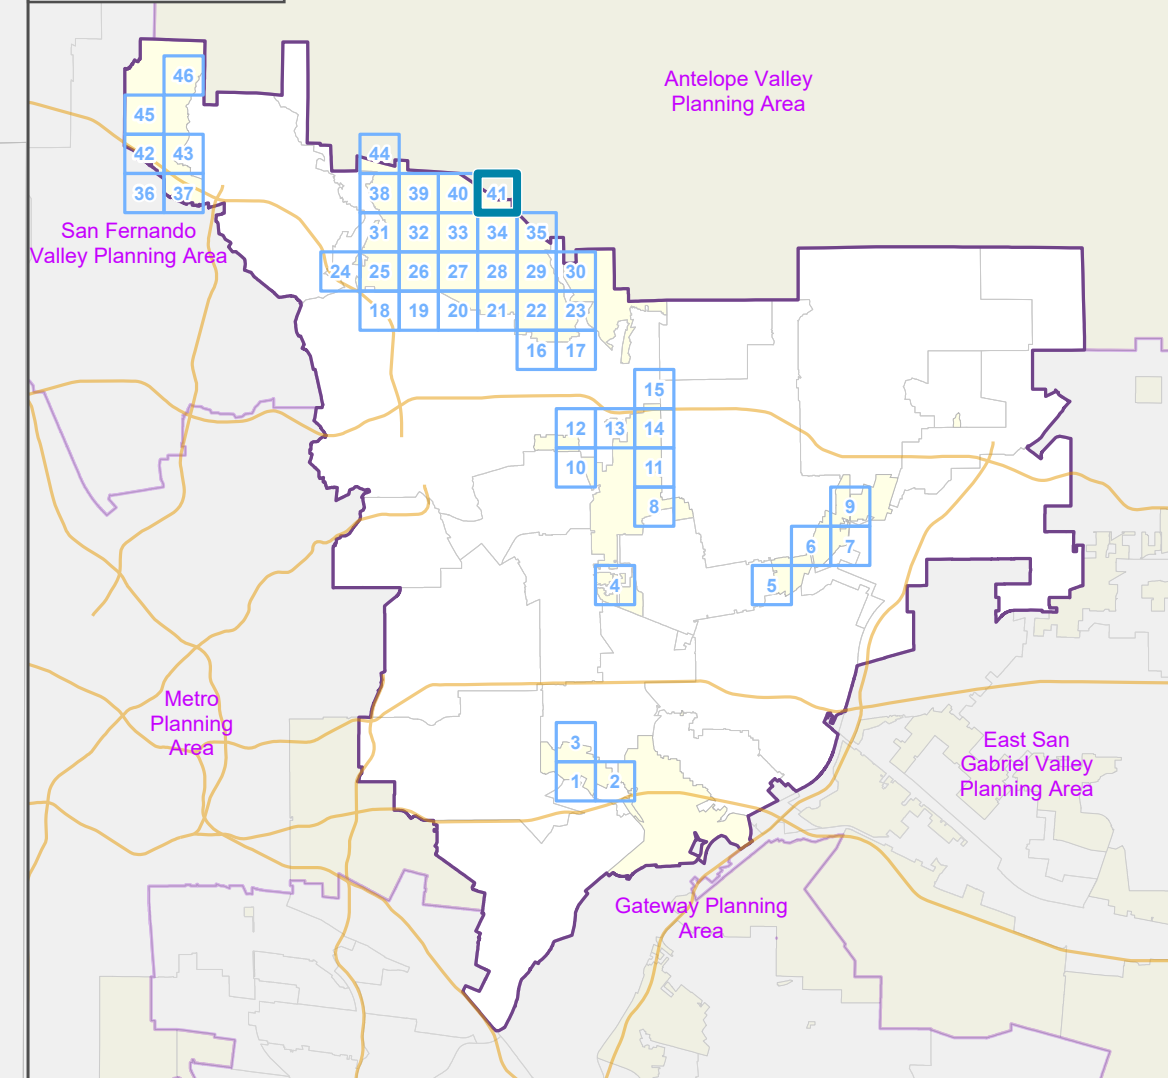 Antelope Valley
Planning Area
46
45
42 43
44
36 37
38 39 40 41
San Fernando
Valley Planning Area
31 32 33 34 35
24 25 26 27 28 29 30
18 19 20 21 22 23
16 17
15
12 13 14
10 11
8 9
6 7
4 5
Metro
Planning
Area
3
1 2
East San
Gabriel Valley
Planning Area
Gateway Planning
Area